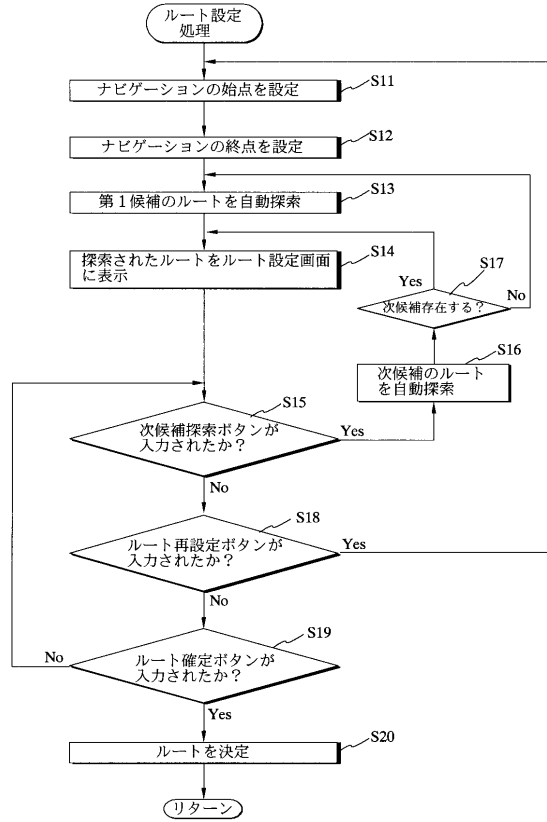 ルート設定
処理
ナビゲーションの始点を設定
S11
ナビゲーションの終点を設定
S12
第1候補のルートを自動探索
S13
探索されたルートをルート設定画面
に表示
S14
Yes
S17
No
次候補存在する？
S16
次候補のルート
を自動探索
S15
次候補探索ボタンが
入力されたか？
Yes
No
S18
ルート再設定ボタンが
入力されたか？
Yes
No
S19
No
ルート確定ボタンが
入力されたか？
Yes
S20
ルートを決定
リターン